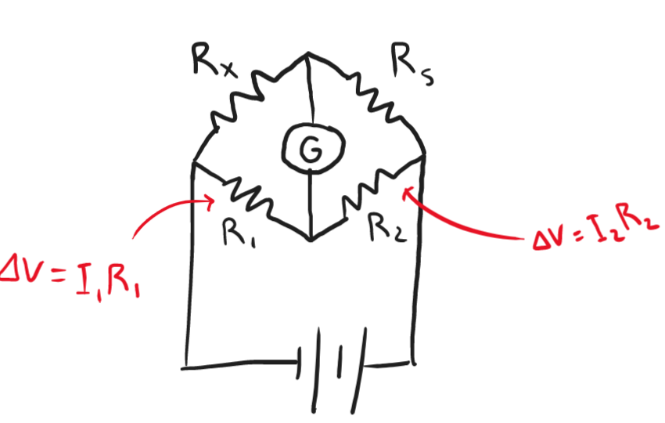 Rx
Rs
G
R1
R2
ΔV = I1R1
ΔV = I2R2